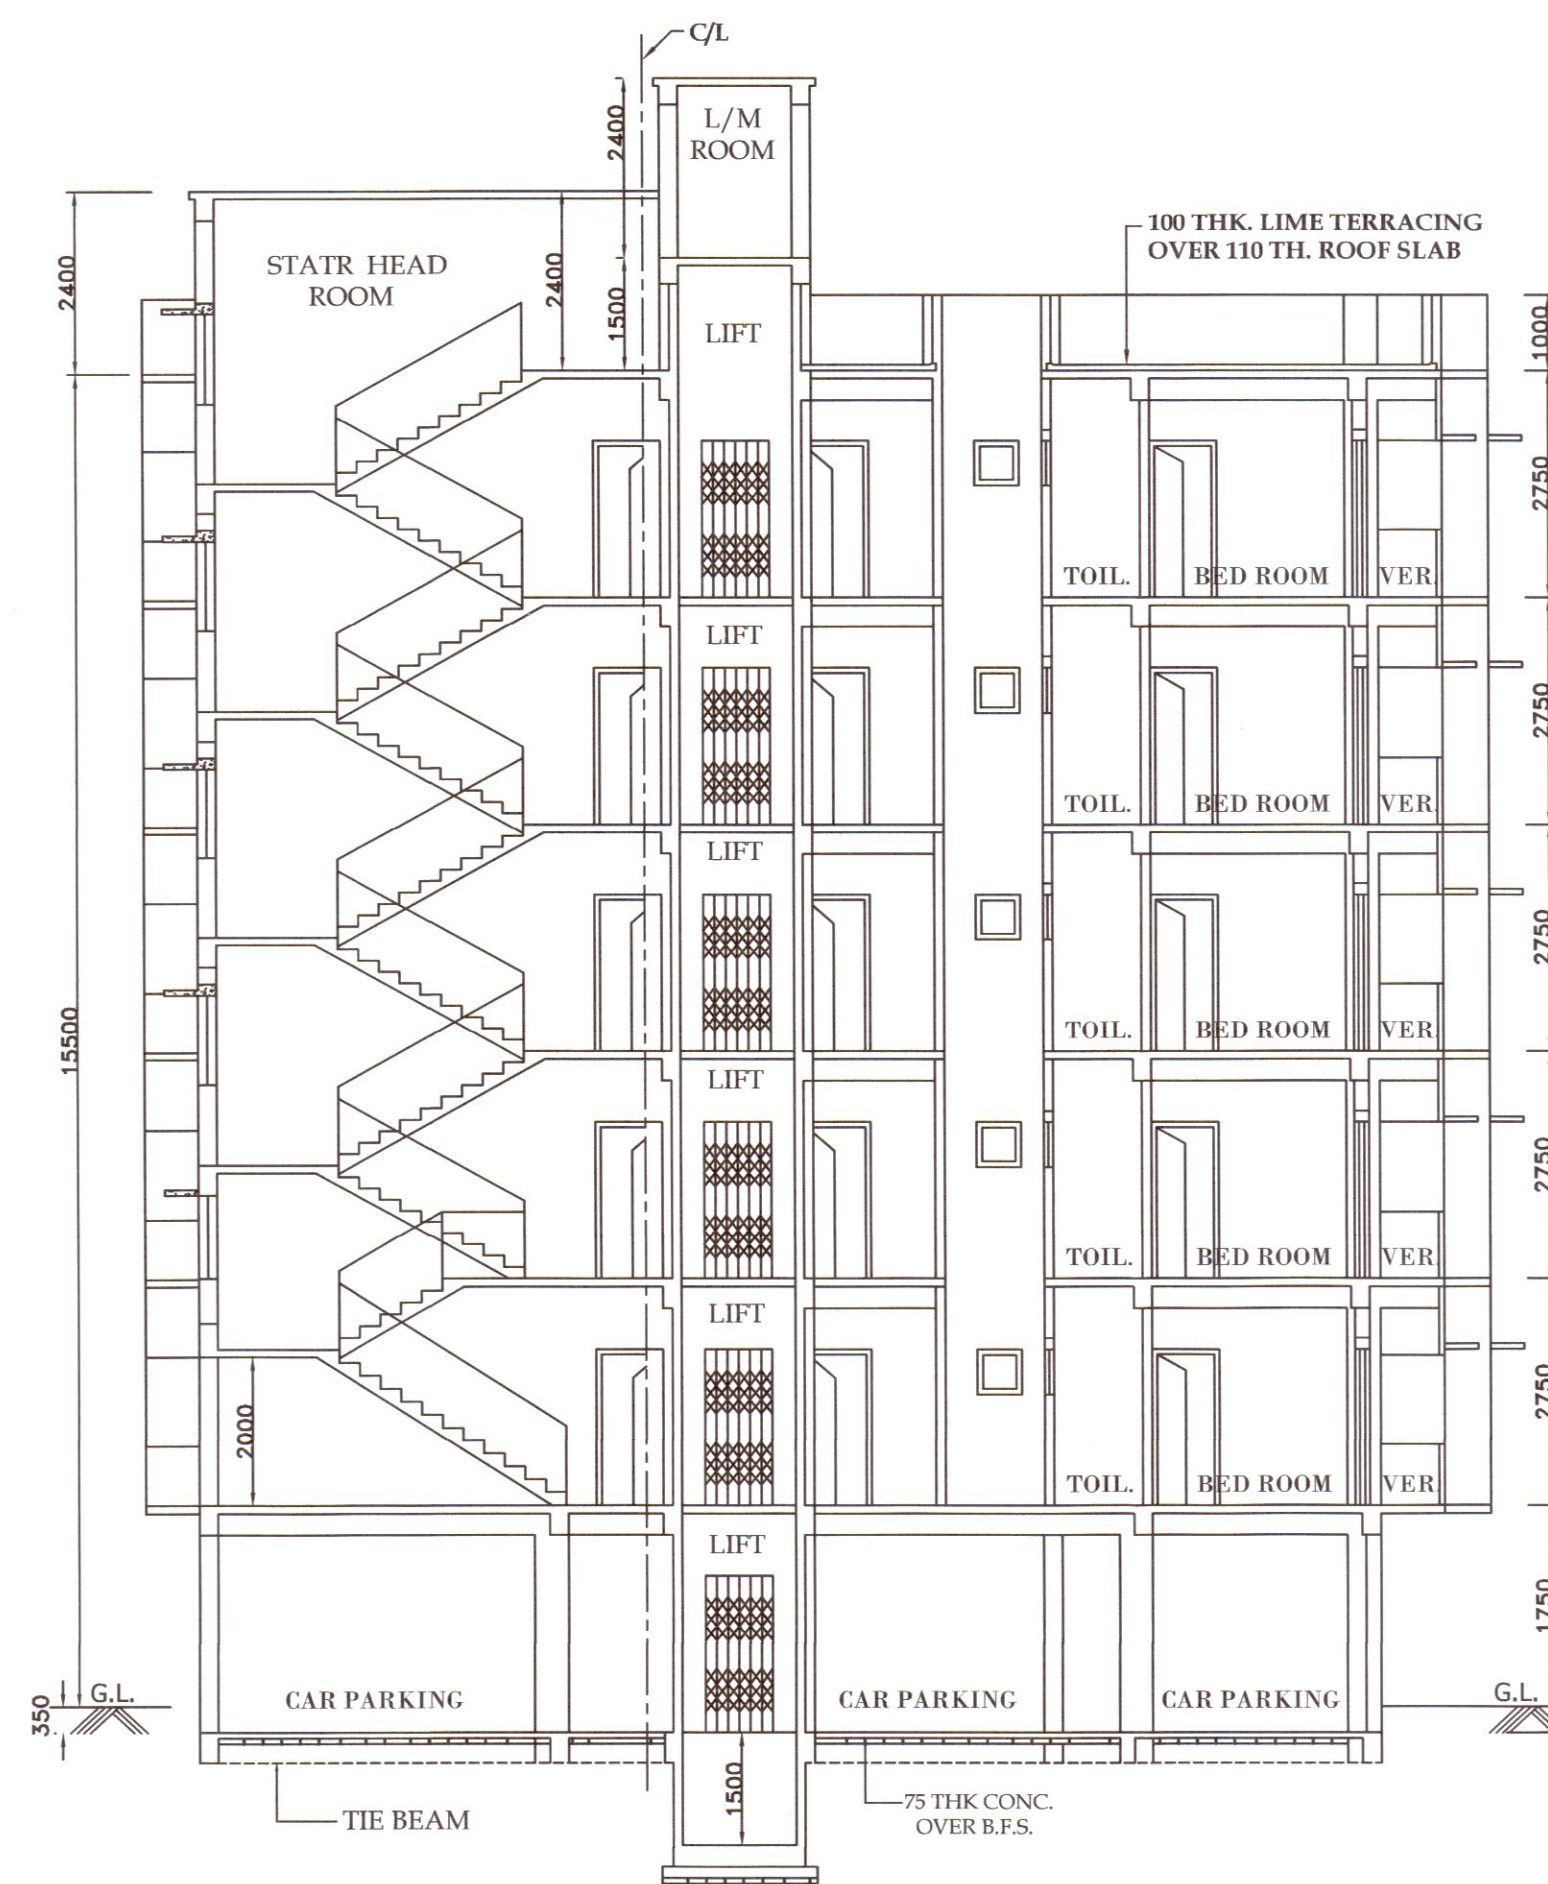 C/L
2400
L/M
ROOM
100 THK. LIME TERRACING
OVER 110 TH. ROOF SLAB
STATR HEAD
ROOM
2400
2400
1500
1000
LIFT
2750
TOIL.
BED ROOM
VER.
LIFT
2750
TOIL.
BED ROOM
VER.
LIFT
2750
TOIL.
BED ROOM
VER.
15500
LIFT
2750
TOIL.
BED ROOM
VER.
LIFT
2750
2000
TOIL.
BED ROOM
VER.
LIFT
1750
350
G.L.
CAR PARKING
CAR PARKING
CAR PARKING
G.L.
1500
TIE BEAM
75 THK CONC.
OVER B.F.S.